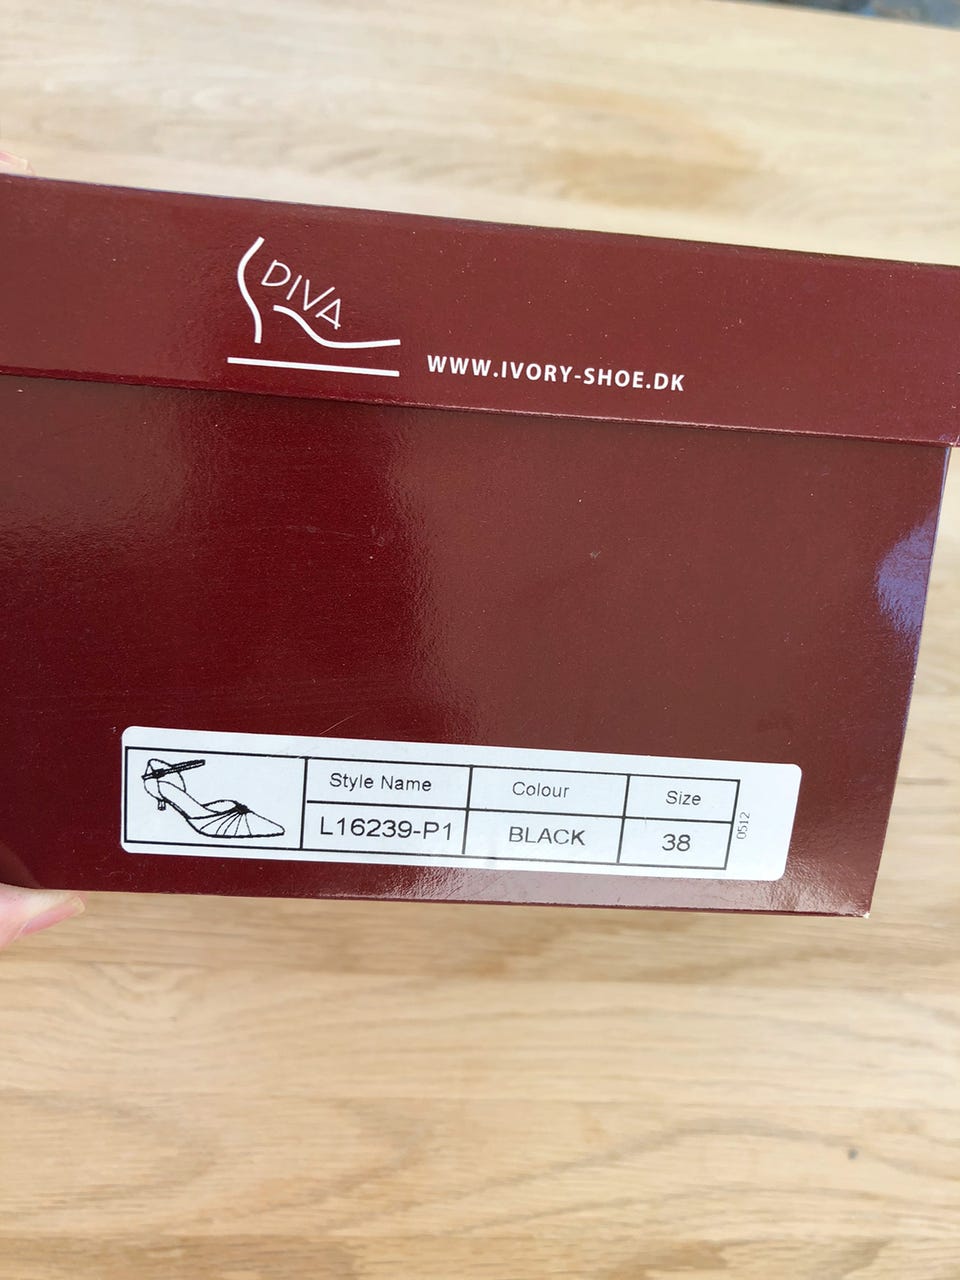 DIVA
WWW.IVORY-SHOE.DK
Style Name Colour Size
L16239-P1 BLACK 38
0512